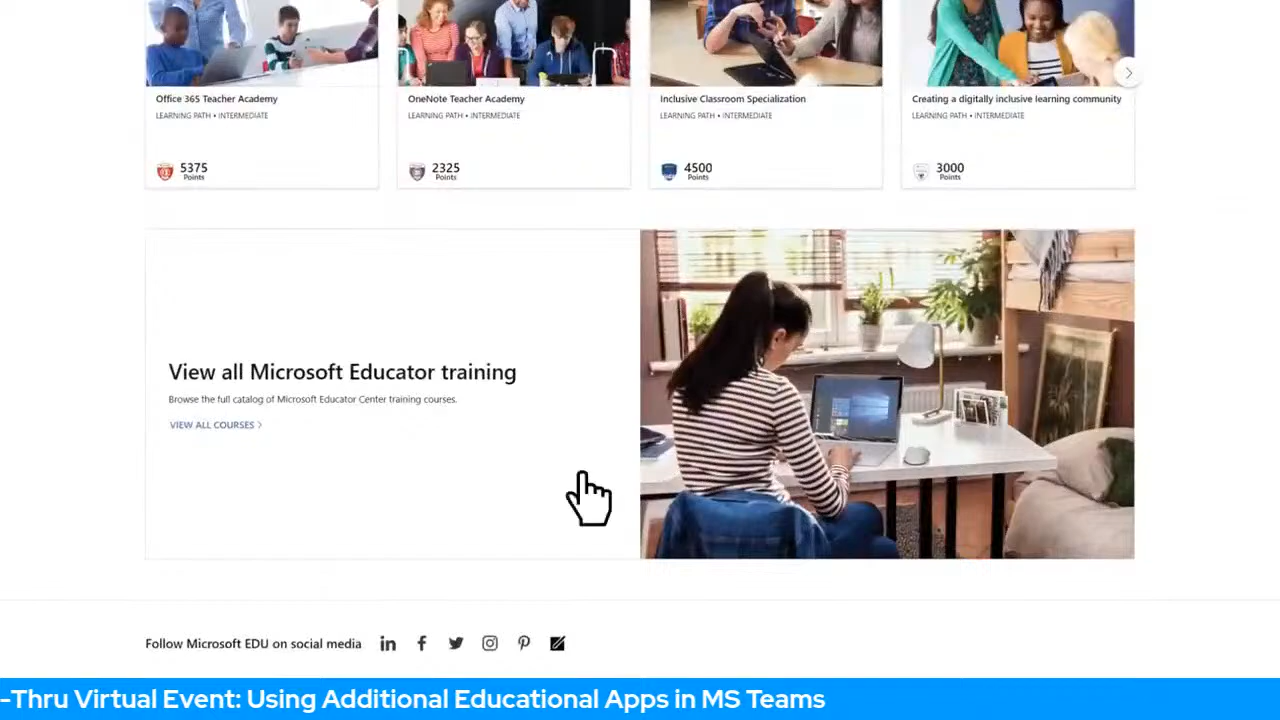 Office 365 Teacher Academy
LEARNING PATH • INTERMEDIATE
5375
Points
OneNote Teacher Academy
LEARNING PATH • INTERMEDIATE
2325
Points
Inclusive Classroom Specialization
LEARNING PATH • INTERMEDIATE
4500
Points
Creating a digitally inclusive learning community
LEARNING PATH • INTERMEDIATE
3000
Points
View all Microsoft Educator training
Browse the full catalog of Microsoft Educator Center training courses.
VIEW ALL COURSES >
Follow Microsoft EDU on social media
-Thru Virtual Event: Using Additional Educational Apps in MS Teams